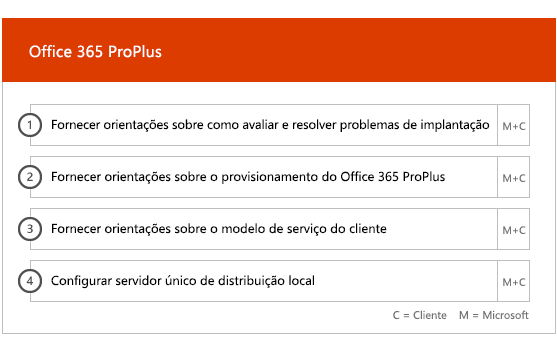 Office 365 ProPlus
1 Fornecer orientações sobre como avaliar e resolver problemas de implantação M+C
2 Fornecer orientações sobre o provisionamento do Office 365 ProPlus M+C
3 Fornecer orientações sobre o modelo de serviço do cliente M+C
4 Configurar servidor único de distribuição local M+C
C = Cliente M = Microsoft